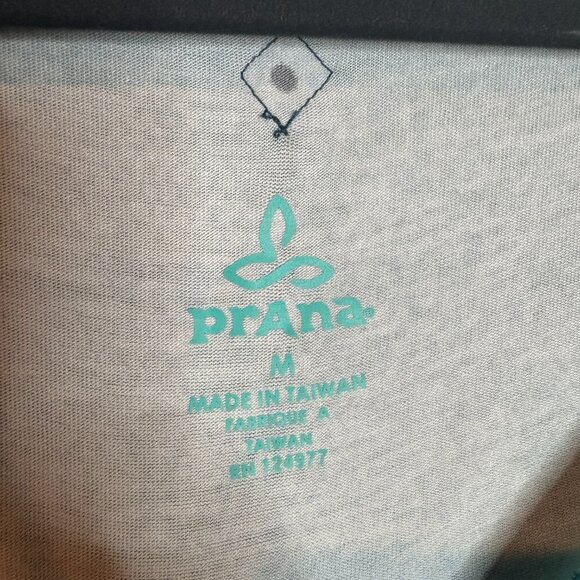 prAna®
M
MADE IN TAIWAN
FABRIQUE A
TAIWAN
RN 124977